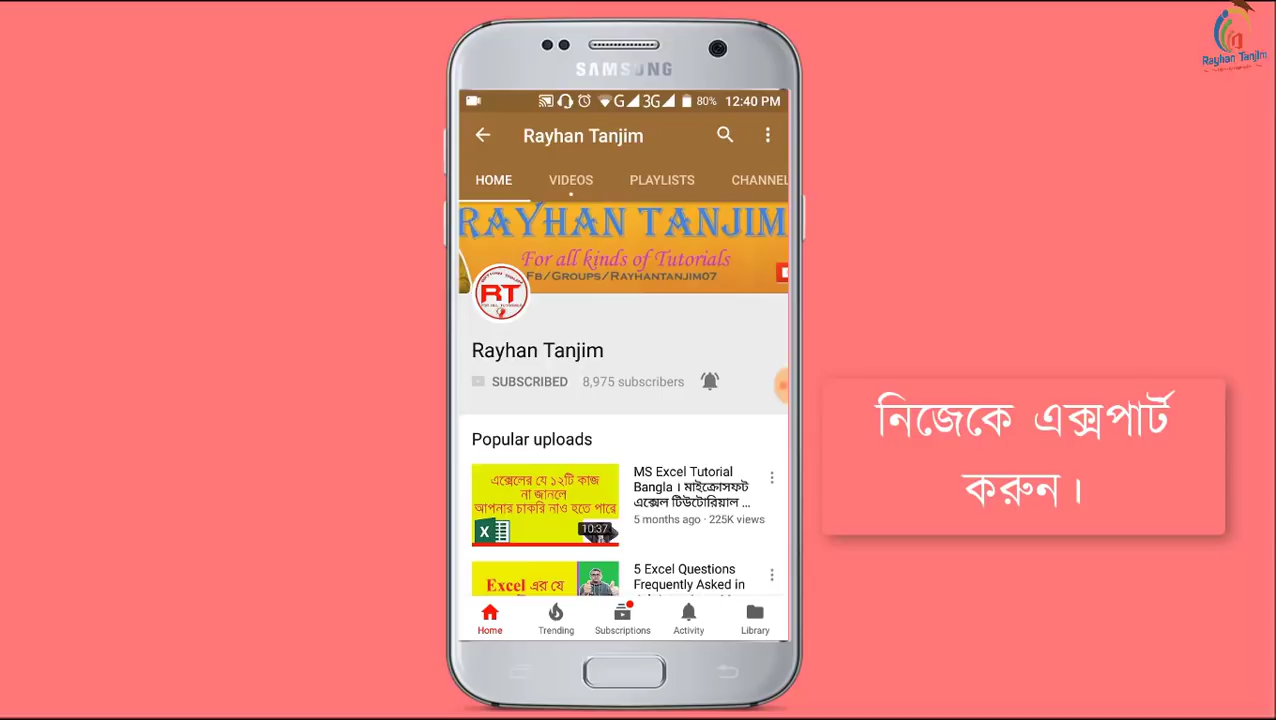 Rayhan Tanjim
SAMSUNG
G 3G 80% 12:40 PM
Rayhan Tanjim
HOME VIDEOS PLAYLISTS CHANNEL
RAYHAN TANJIM
For all kinds of Tutorials
Fb/Groups/Rayhantanjim07
RT
Rayhan Tanjim
SUBSCRIBED 8,975 subscribers
Popular uploads
এক্সেলের যে ১২টি কাজ
না জানলে
আপনার চাকরি নাও হতে পারে
X
10:37
MS Excel Tutorial
Bangla । মাইক্রোসফট
এক্সেল টিউটোরিয়াল ...
5 months ago · 225K views
Excel এর যে
5 Excel Questions
Frequently Asked in
Home Trending Subscriptions Activity Library
নিজেকে এক্সপার্ট
করুন।